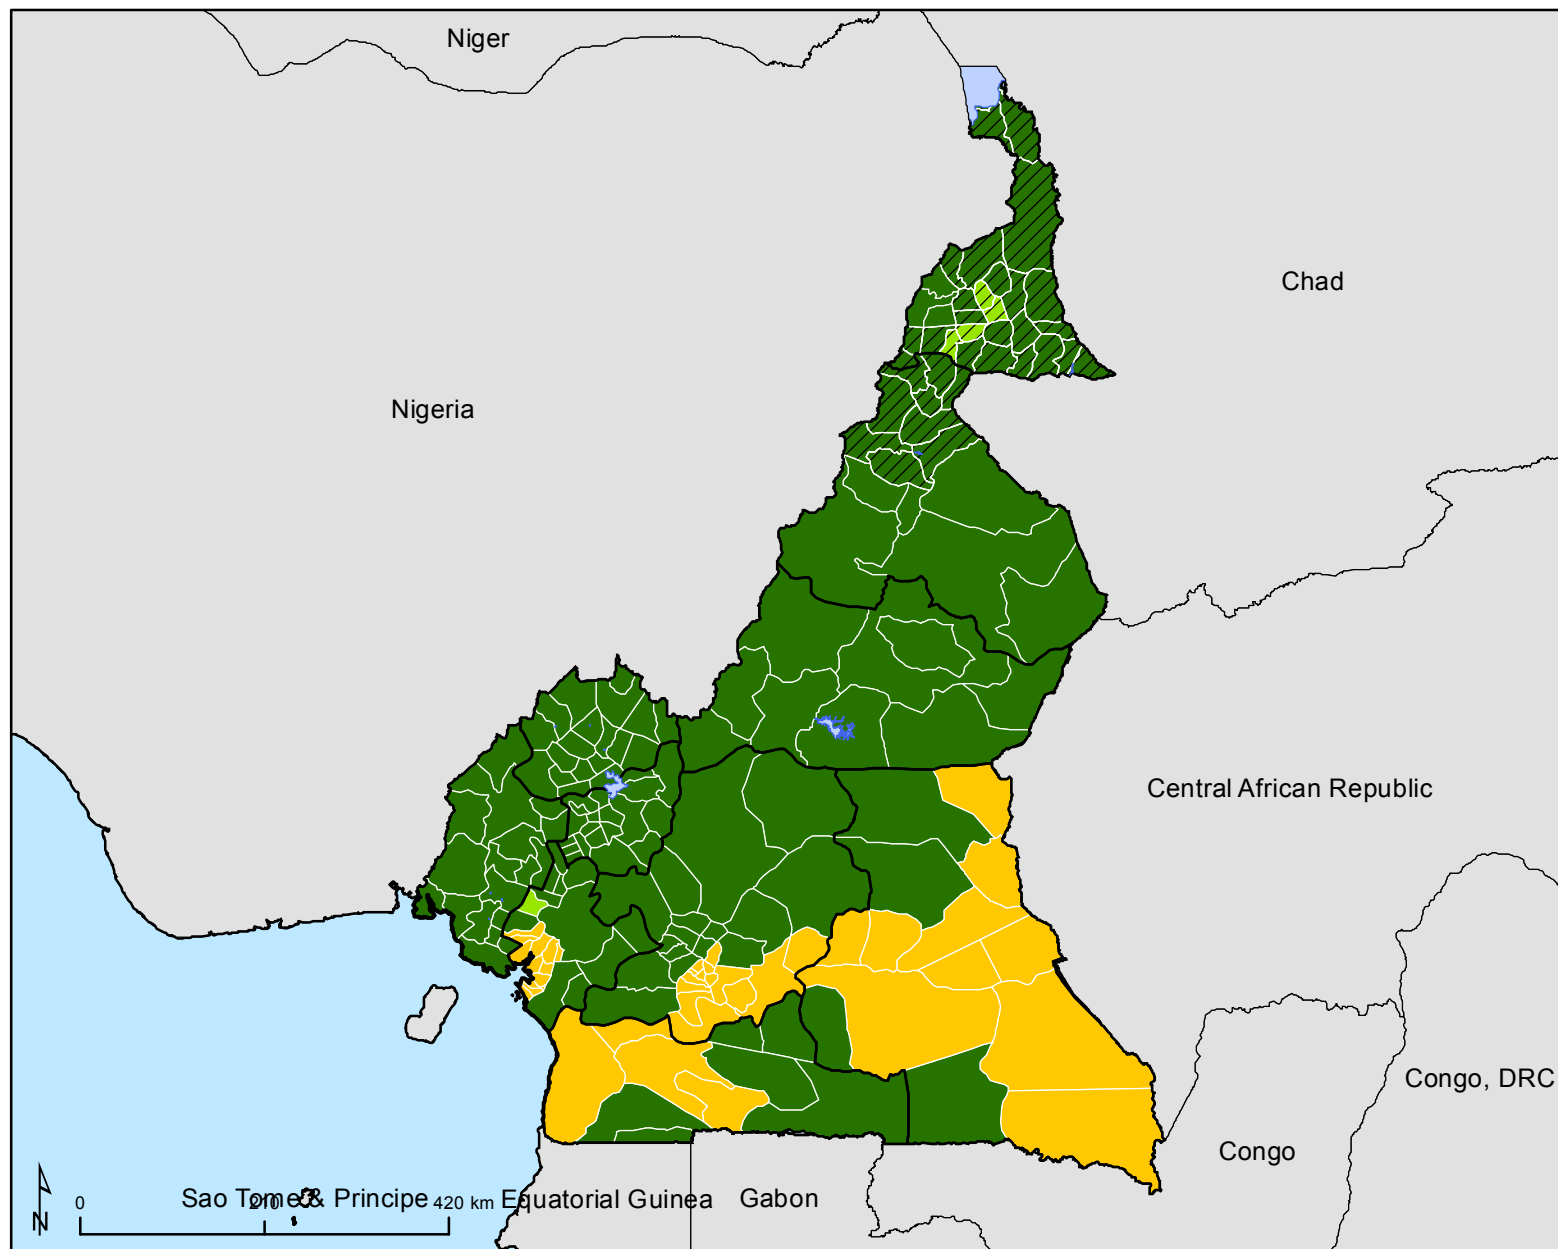 Niger
Chad
Nigeria
Central African Republic
Congo, DRC
Congo
Sao Tome & Principe
Equatorial Guinea
Gabon
0
210
420 km
N